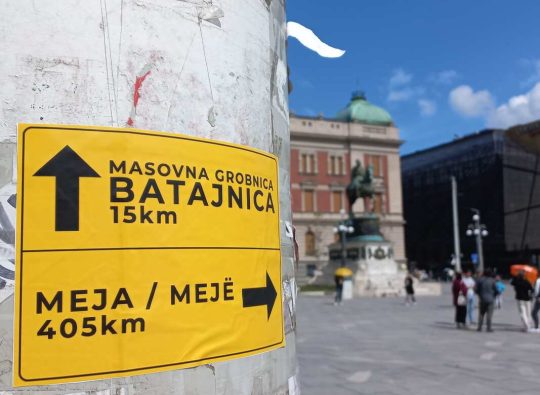 MASOVNA GROBNICA
BATAJNICA
15km
MEJA / MEJË
405km